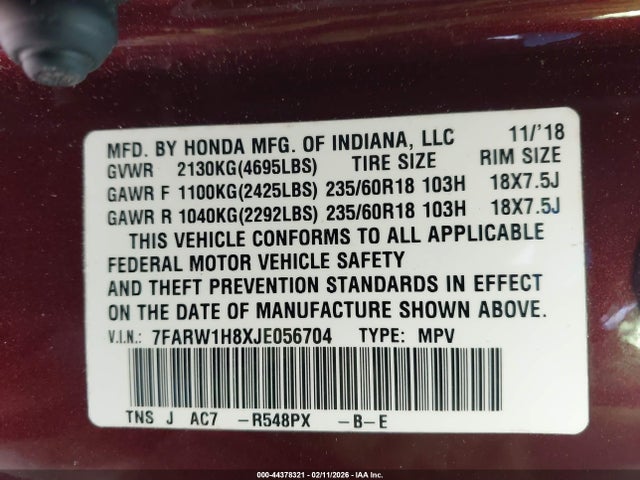 MFD. BY HONDA MFG. OF INDIANA, LLC 11/'18
GVWR 2130KG(4695LBS) TIRE SIZE RIM SIZE
GAWR F 1100KG(2425LBS) 235/60R18 103H 18X7.5J
GAWR R 1040KG(2292LBS) 235/60R18 103H 18X7.5J
THIS VEHICLE CONFORMS TO ALL APPLICABLE
FEDERAL MOTOR VEHICLE SAFETY
AND THEFT PREVENTION STANDARDS IN EFFECT
ON THE DATE OF MANUFACTURE SHOWN ABOVE.
V.I.N.: 7FARW1H8XJE056704 TYPE: MPV
TNS J AC7 -R548PX -B-E
000-44378321 - 02/11/2026 - IAA Inc.